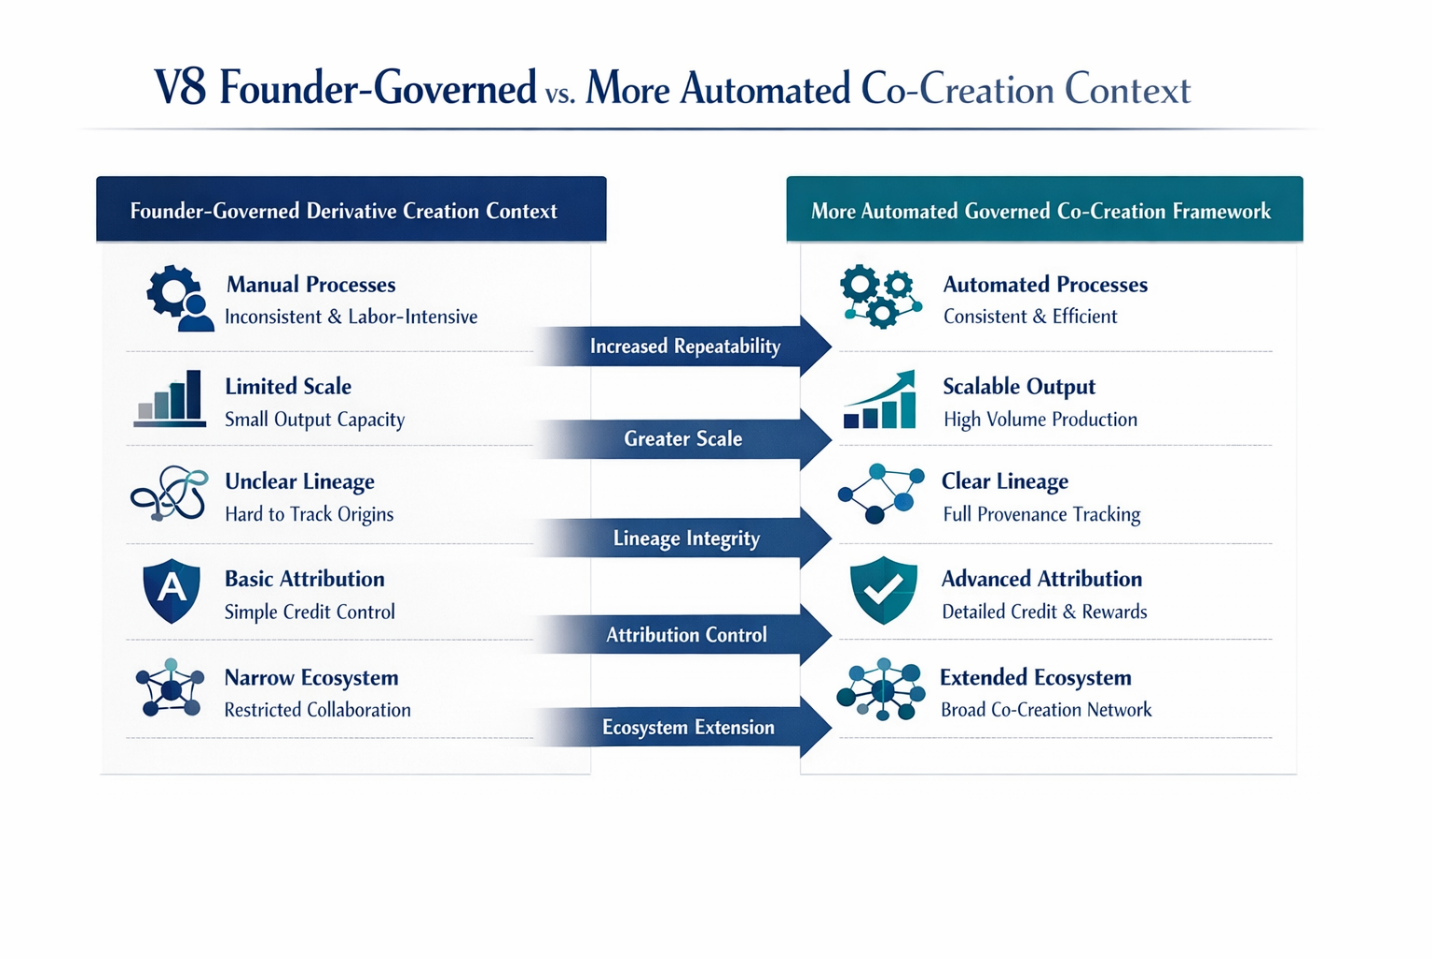 V8 Founder-Governed vs. More Automated Co-Creation Context
Founder-Governed Derivative Creation Context
Manual Processes
Inconsistent & Labor-Intensive
Limited Scale
Small Output Capacity
Unclear Lineage
Hard to Track Origins
A
Basic Attribution
Simple Credit Control
Narrow Ecosystem
Restricted Collaboration
Increased Repeatability
Greater Scale
Lineage Integrity
Attribution Control
Ecosystem Extension
More Automated Governed Co-Creation Framework
Automated Processes
Consistent & Efficient
Scalable Output
High Volume Production
Clear Lineage
Full Provenance Tracking
Advanced Attribution
Detailed Credit & Rewards
Extended Ecosystem
Broad Co-Creation Network